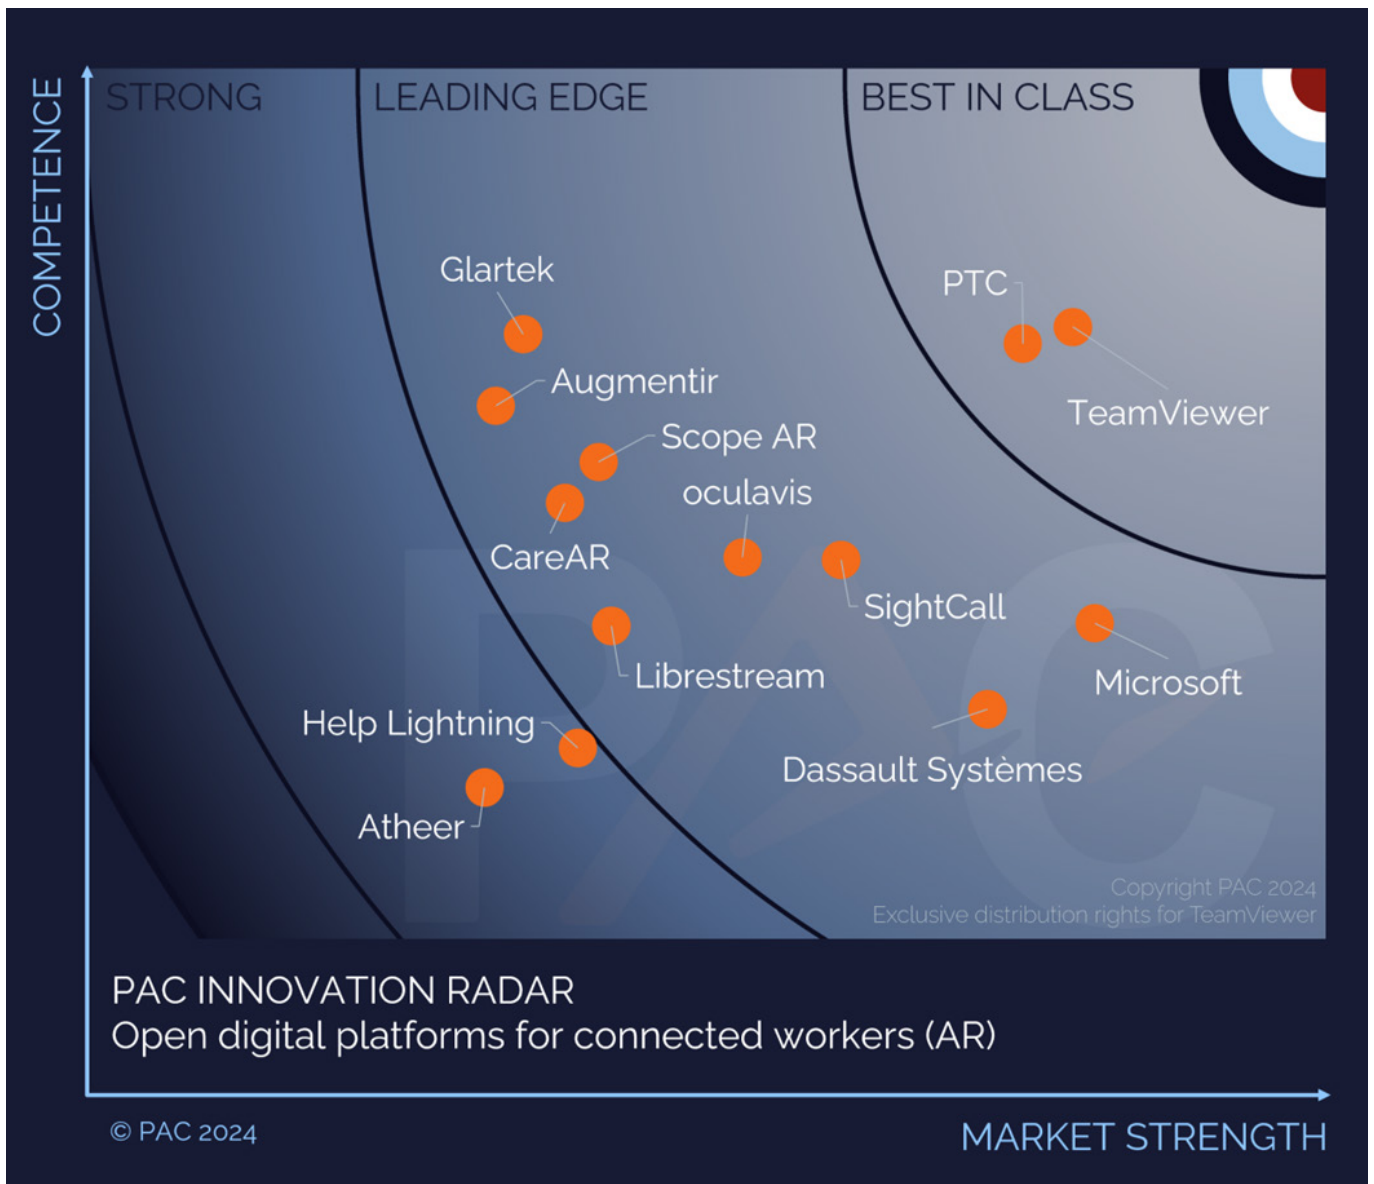 COMPETENCE
STRONG
LEADING EDGE
BEST IN CLASS
Glartek
PTC
Augmentir
TeamViewer
Scope AR
oculavis
CareAR
SightCall
Librestream
Microsoft
Help Lightning
Dassault Systèmes
Atheer
PAC
Copyright PAC 2024
Exclusive distribution rights for TeamViewer
PAC INNOVATION RADAR
Open digital platforms for connected workers (AR)
© PAC 2024
MARKET STRENGTH